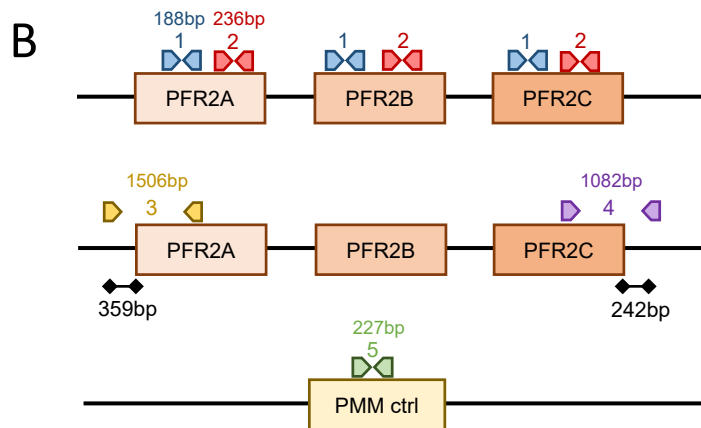 B
188bp 236bp
1 2 1 2 1 2
PFR2A PFR2B PFR2C
1506bp 1082bp
3 4
PFR2A PFR2B PFR2C
359bp 242bp
227bp
5
PMM ctrl